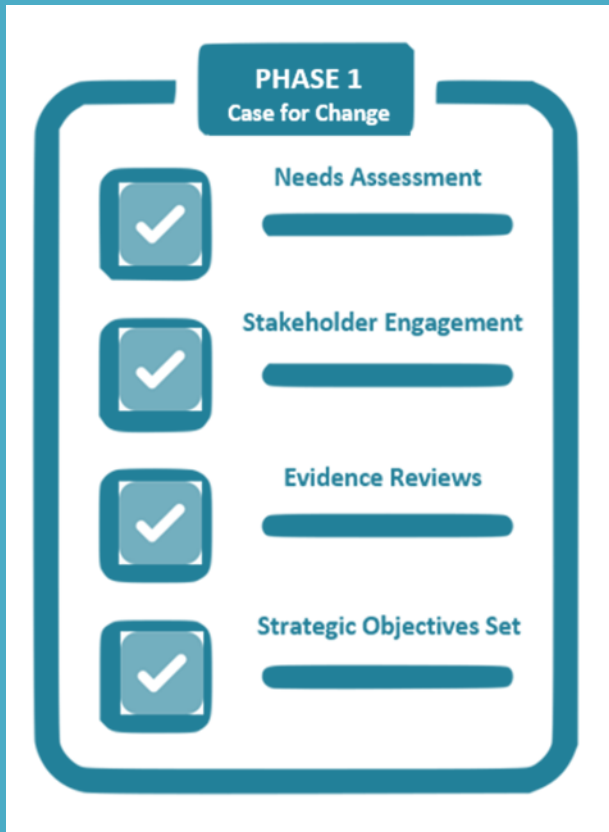 PHASE 1
Case for Change
Needs Assessment
Stakeholder Engagement
Evidence Reviews
Strategic Objectives Set